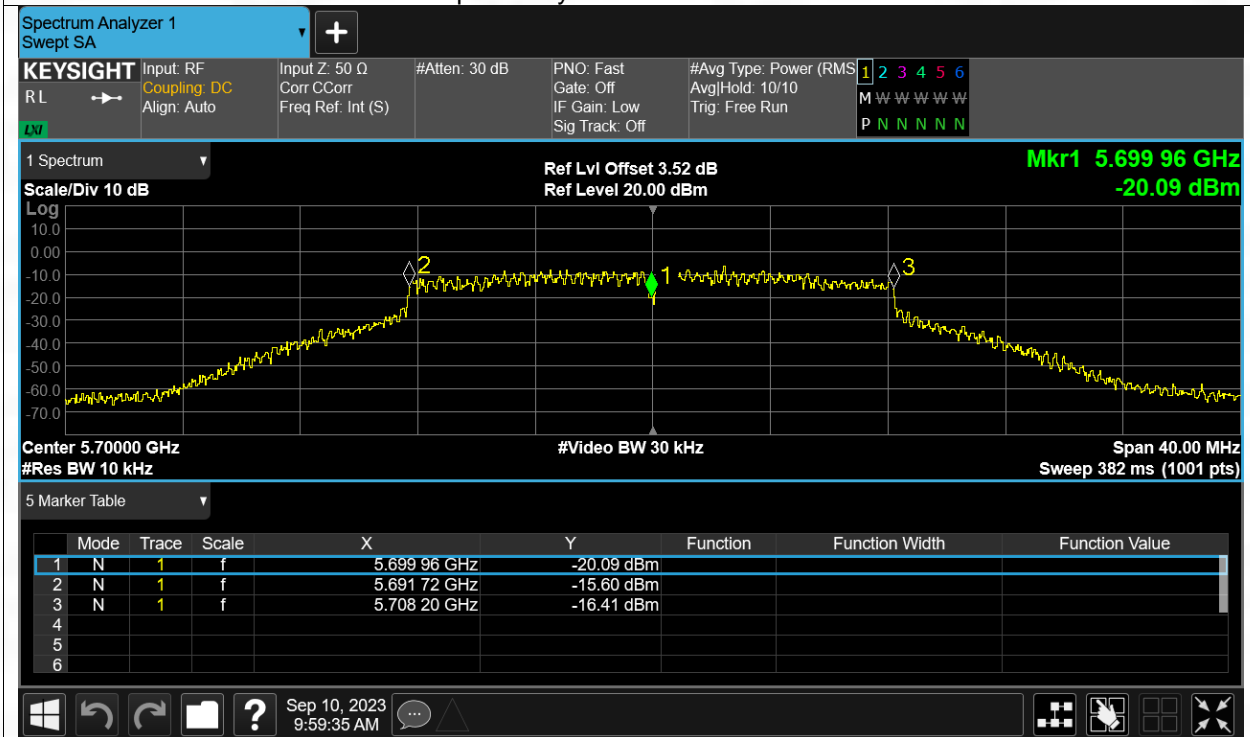 Spectrum Analyzer 1
Swept SA
+
KEYSIGHT Input: RF Input Z: 50 Ω #Atten: 30 dB PNO: Fast #Avg Type: Power (RMS 1 2 3 4 5 6
RL Coupling: DC Corr CCorr Gate: Off Avg|Hold: 10/10 M W W W W W
Align: Auto Freq Ref: Int (S) IF Gain: Low Trig: Free Run
LXI Sig Track: Off P N N N N N
1 Spectrum Ref Lvl Offset 3.52 dB Mkr1 5.699 96 GHz
Scale/Div 10 dB Ref Level 20.00 dBm -20.09 dBm
Log
10.0
0.00
2 1 3
-10.0
-20.0
-30.0
-40.0
-50.0
-60.0
-70.0
Center 5.70000 GHz #Video BW 30 kHz Span 40.00 MHz
#Res BW 10 kHz Sweep 382 ms (1001 pts)
5 Marker Table
Mode Trace Scale X Y Function Function Width Function Value
1 N 1 f 5.699 96 GHz -20.09 dBm
2 N 1 f 5.691 72 GHz -15.60 dBm
3 N 1 f 5.708 20 GHz -16.41 dBm
4
5
6
? Sep 10, 2023
9:59:35 AM